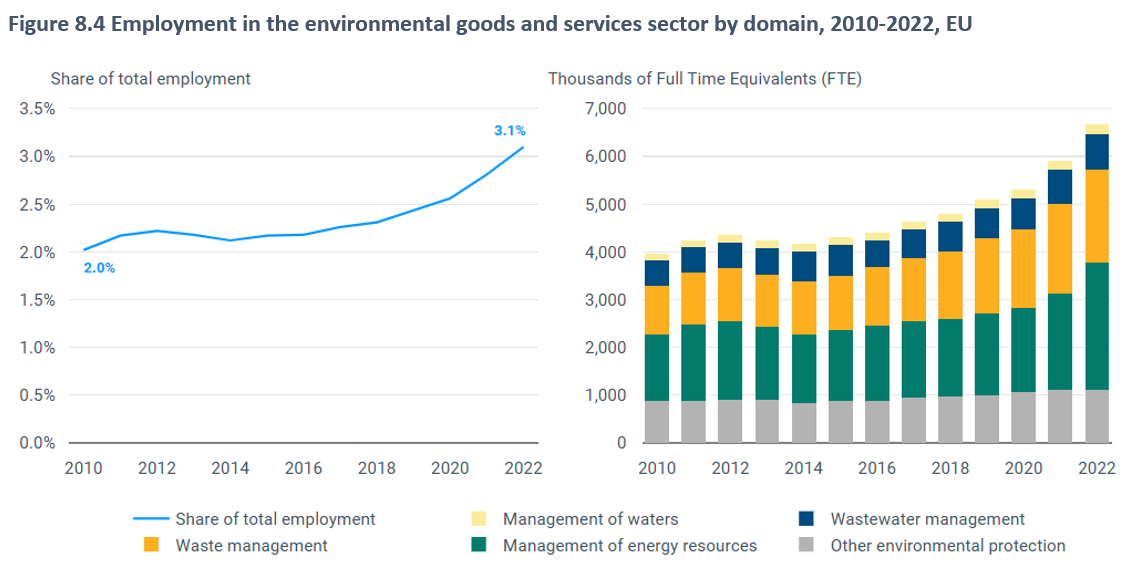 Figure 8.4 Employment in the environmental goods and services sector by domain, 2010-2022, EU
Share of total employment
3.5%
3.0%
2.5%
2.0%
1.5%
1.0%
0.5%
0.0%
3.1%
2.0%
2010 2012 2014 2016 2018 2020 2022
Thousands of Full Time Equivalents (FTE)
7,000
6,000
5,000
4,000
3,000
2,000
1,000
0
2010 2012 2014 2016 2018 2020 2022
Share of total employment Management of waters Wastewater management
Waste management Management of energy resources Other environmental protection